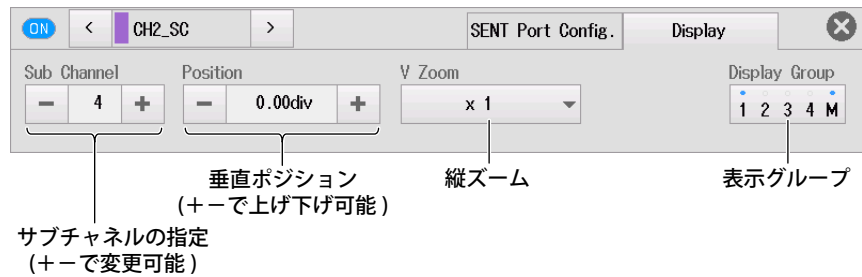 ON < CH2_SC > SENT Port Config. Display
Sub Channel Position V Zoom Display Group
− 4 + − 0.00div + x 1 1 2 3 4 M
垂直ポジション 縦ズーム 表示グループ
(＋−で上げ下げ可能)
サブチャネルの指定
(＋−で変更可能)